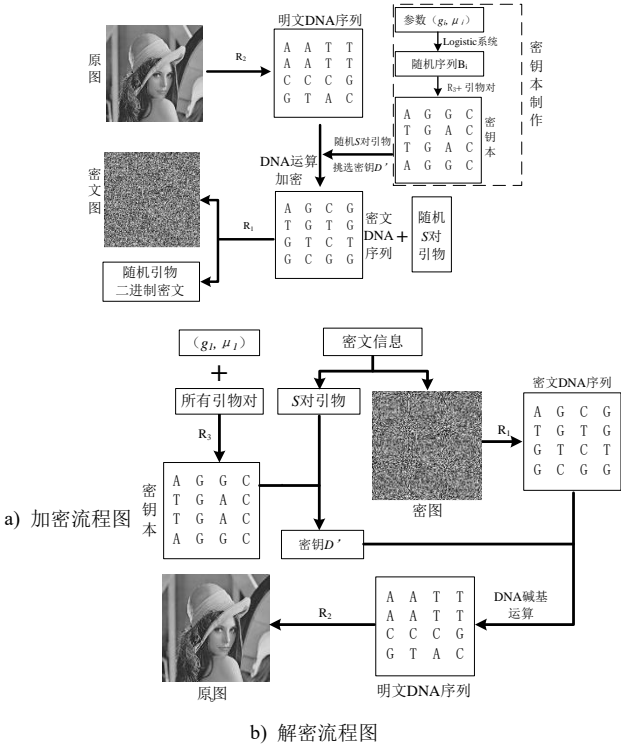 原图
R₂
明文DNA序列
A A T T
A A T T
C C C G
G T A C
参数（gᵢ, μᵢ）
Logistic系统
随机序列Bᵢ
R₃+ 引物对
A G G C
T G A C
T G A C
A G G C
密钥本
密钥本制作
随机S对引物
挑选密钥D’
DNA运算
加密
密文图
R₁
A G C G
T G T G
G T C T
G C G G
密文
DNA
序列
+
随机
S对
引物
随机引物
二进制密文
（g₁, μ₁）
+
所有引物对
R₃
密文信息
S对引物
密图
R₁
密文DNA序列
A G C G
T G T G
G T C T
G C G G
密钥本
A G G C
T G A C
T G A C
A G G C
a) 加密流程图
密钥D’
DNA碱基
运算
A A T T
A A T T
C C C G
G T A C
明文DNA序列
R₂
原图
b) 解密流程图